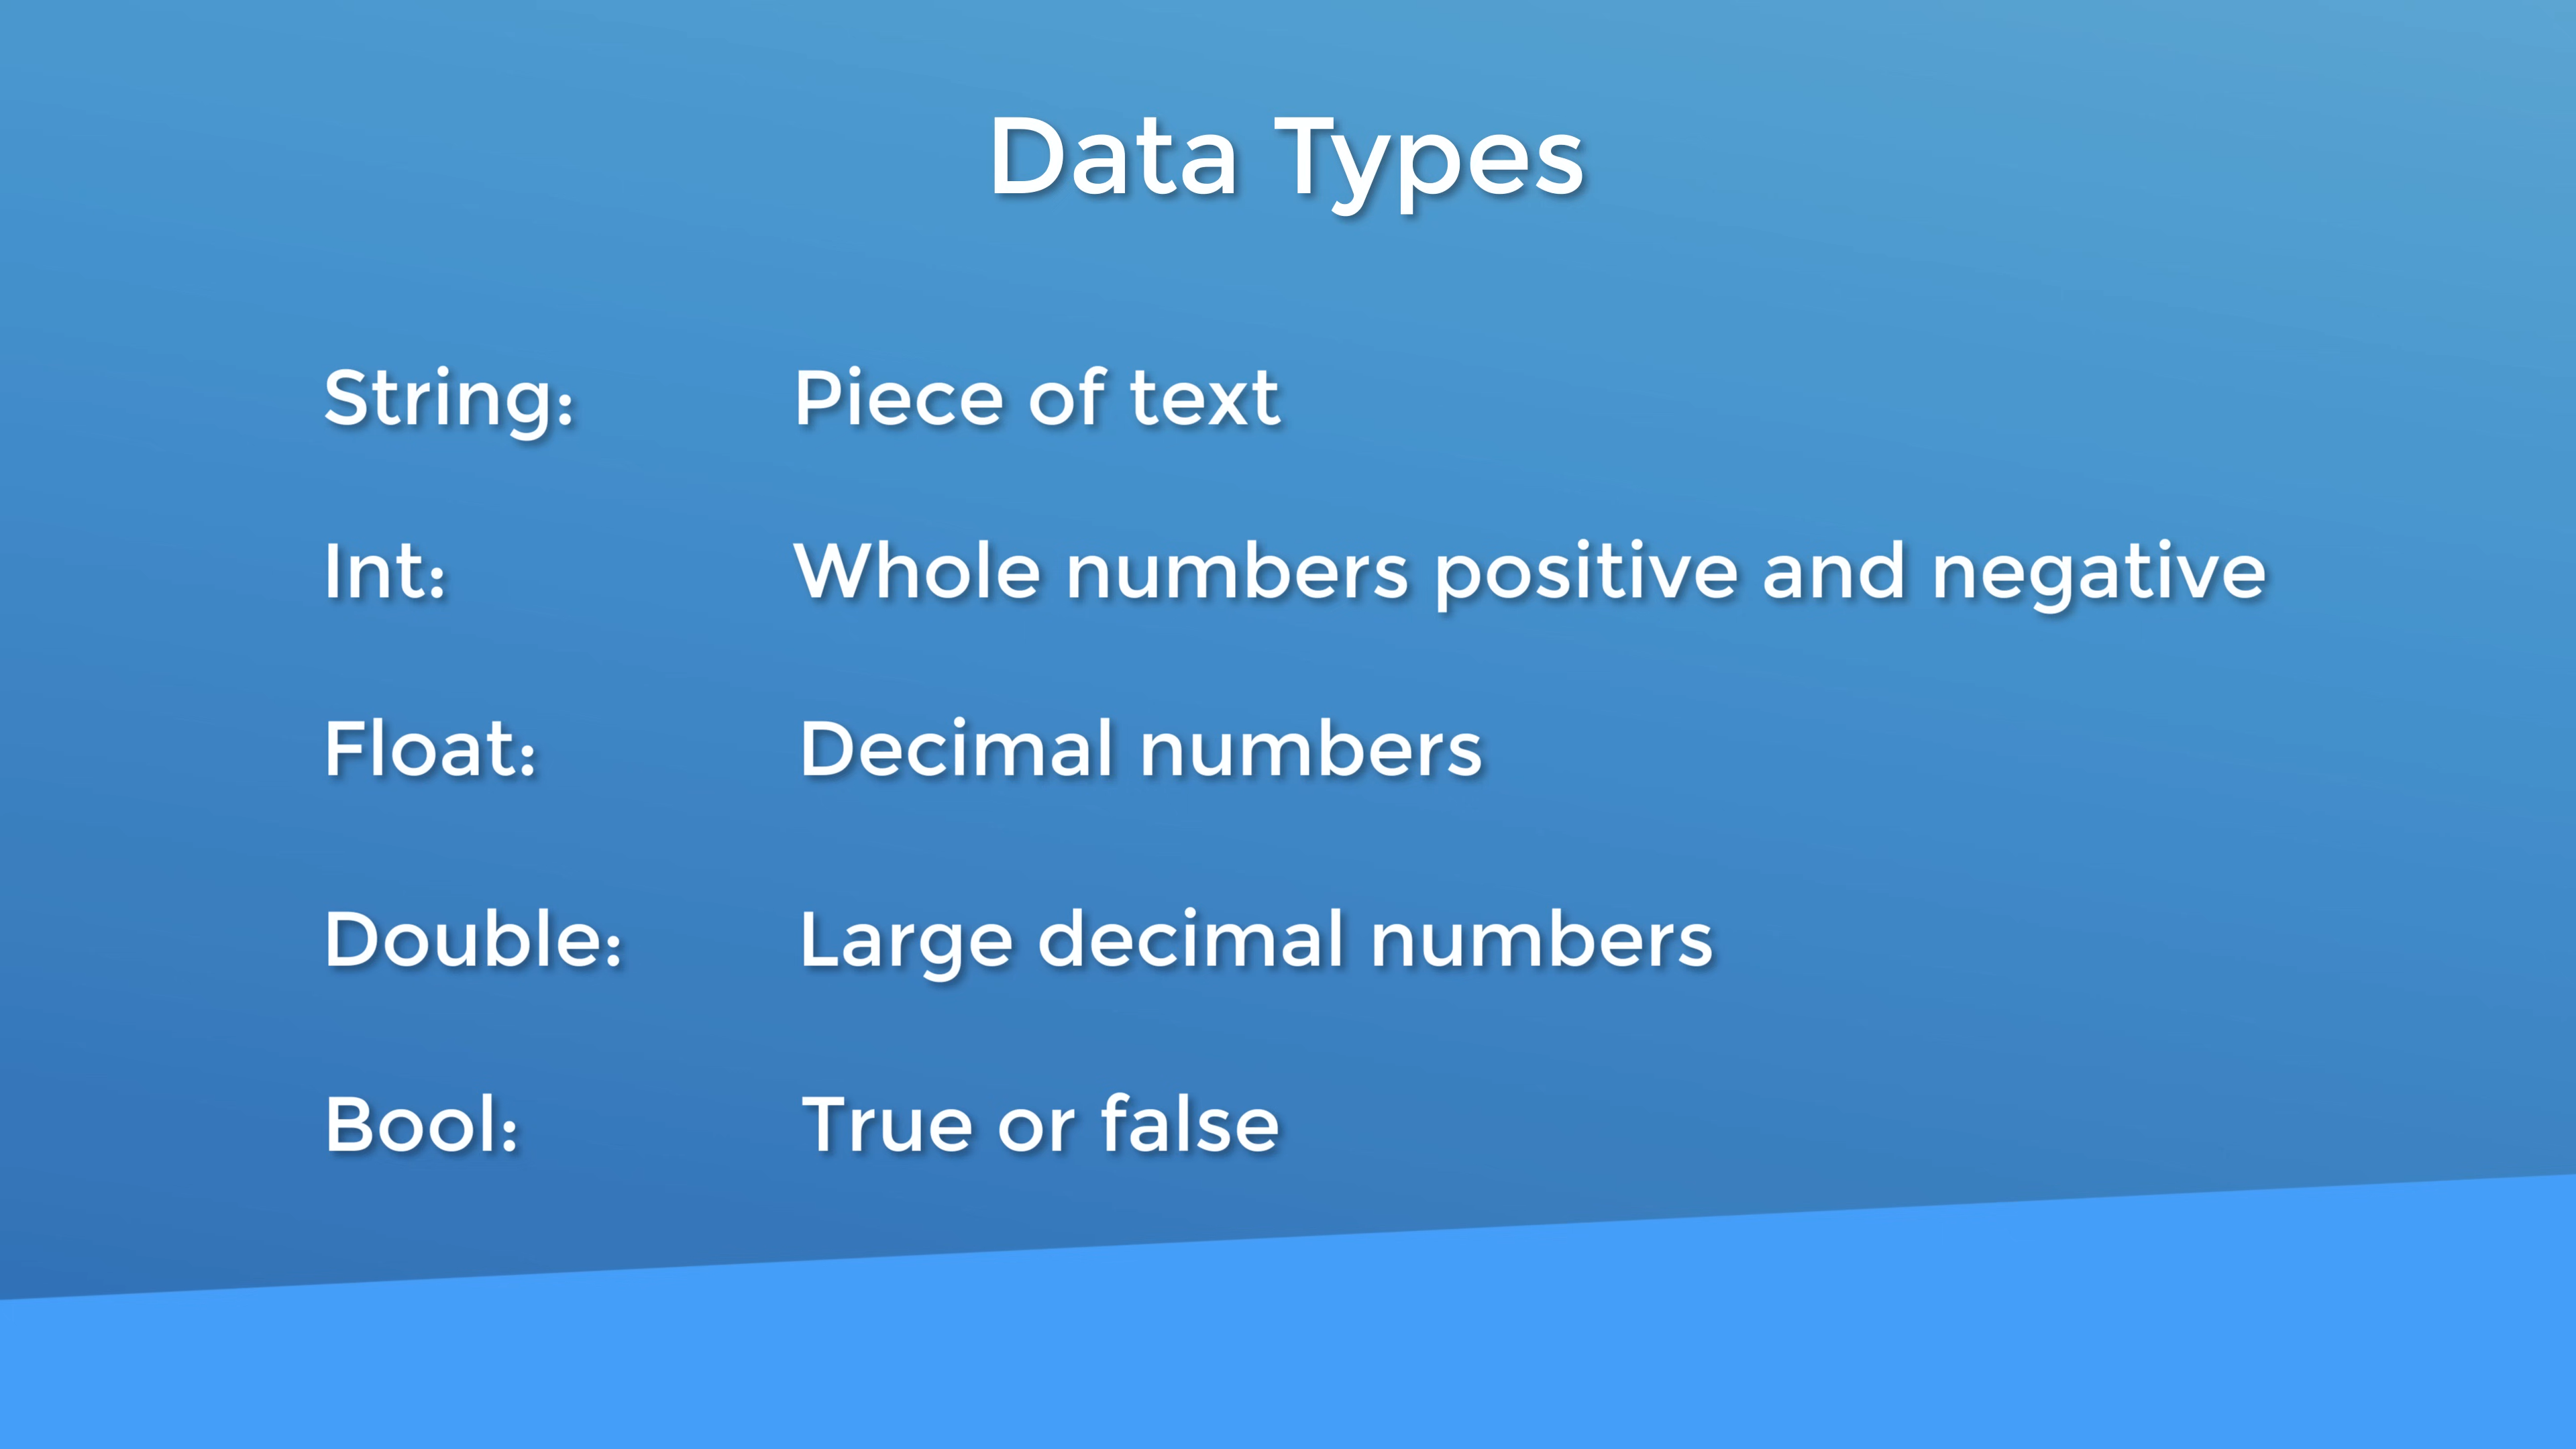 Data Types
String: Piece of text
Int: Whole numbers positive and negative
Float: Decimal numbers
Double: Large decimal numbers
Bool: True or false